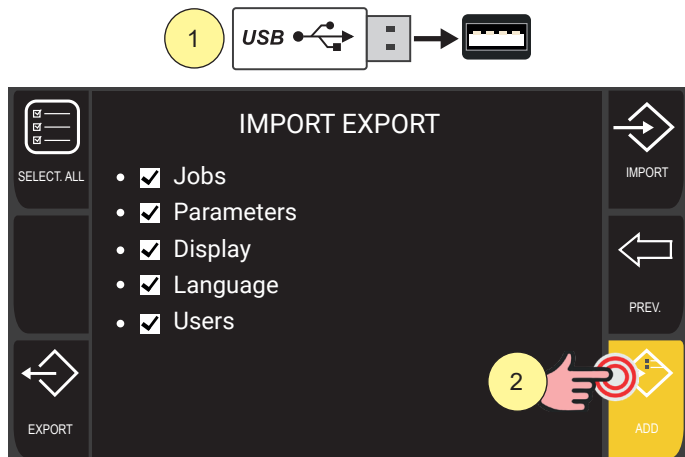 1
USB
IMPORT EXPORT
SELECT. ALL
IMPORT
• Jobs
• Parameters
• Display
• Language
• Users
PREV.
2
EXPORT
ADD